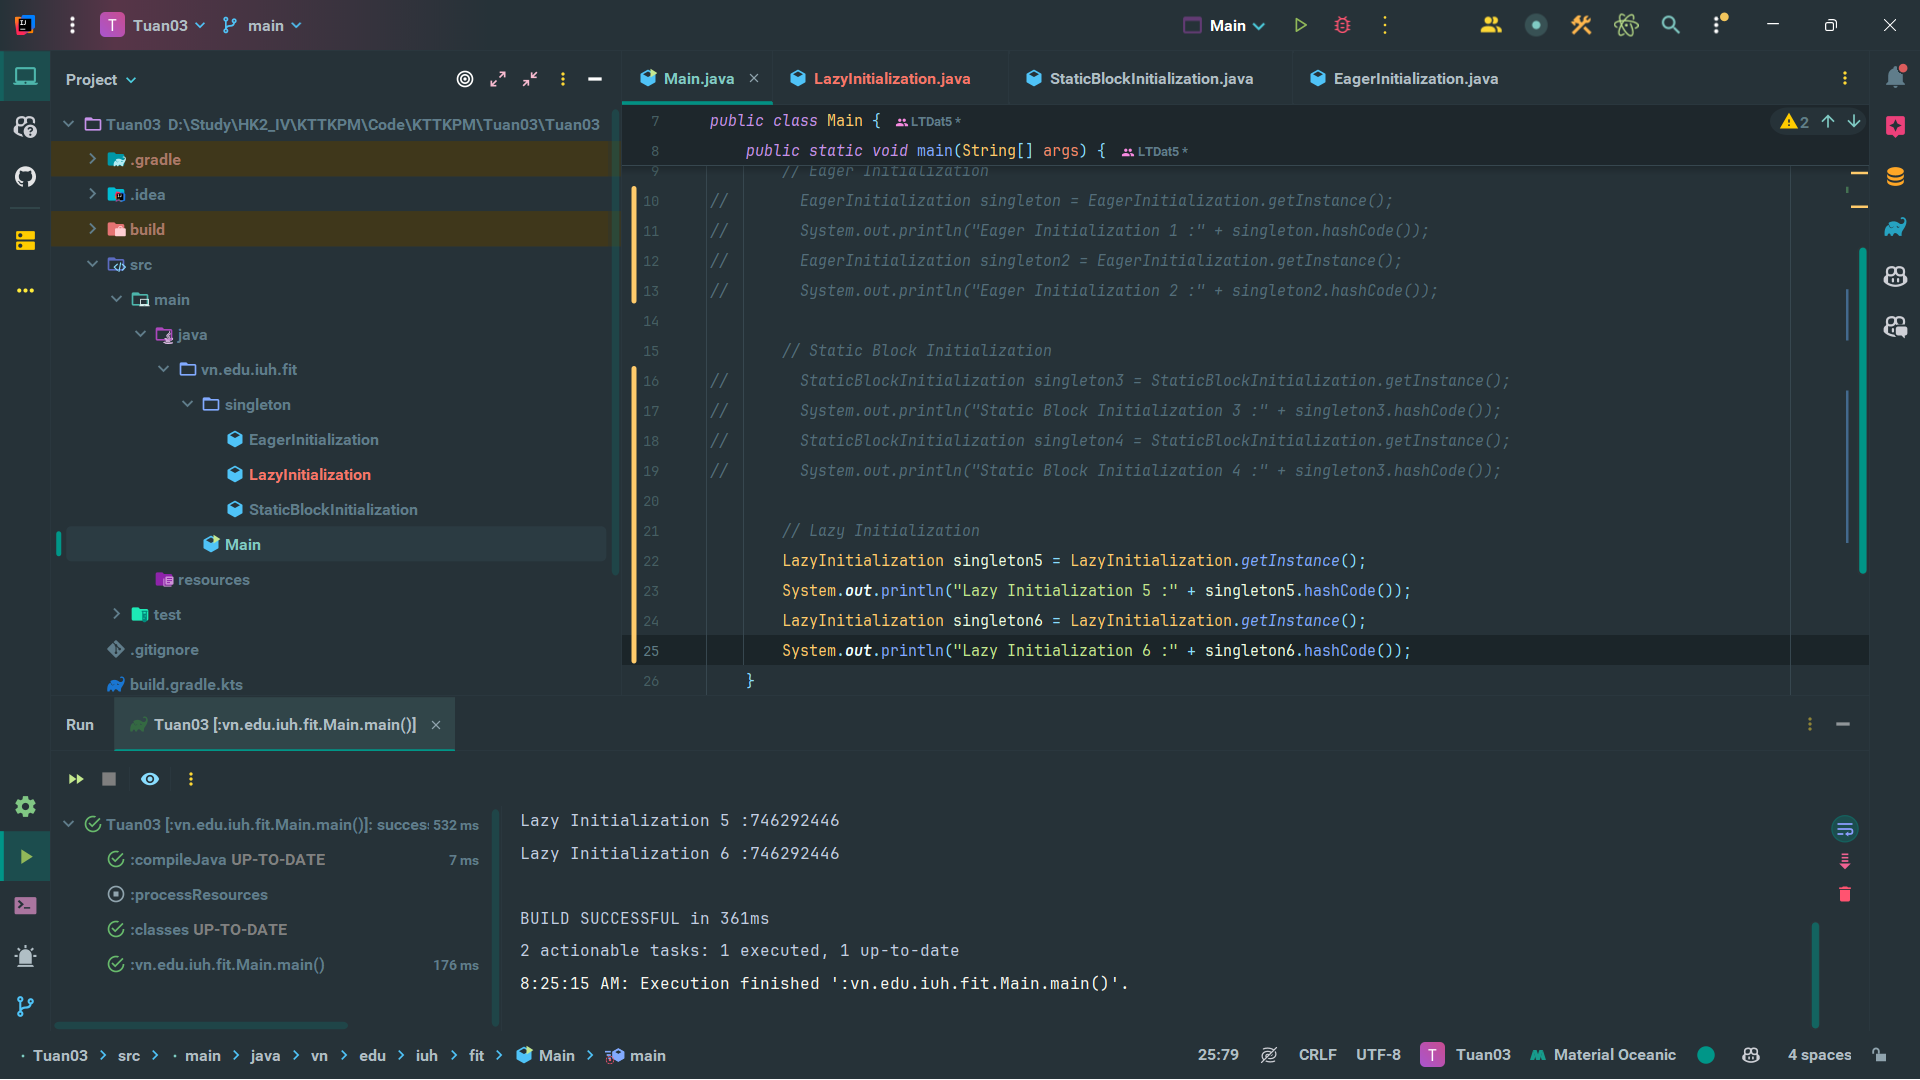 T Tuan03 main Main
Project
Main.java LazyInitialization.java StaticBlockInitialization.java EagerInitialization.java
Tuan03 D:\Study\HK2_IV\KTTKPM\Code\KTTKPM\Tuan03\Tuan03
.gradle
.idea
build
src
main
java
vn.edu.iuh.fit
singleton
EagerInitialization
LazyInitialization
StaticBlockInitialization
Main
resources
test
.gitignore
build.gradle.kts
7 public class Main { LTDat5 *
2
8 public static void main(String[] args) { LTDat5 *
9 // Eager Initialization
10 // EagerInitialization singleton = EagerInitialization.getInstance();
11 // System.out.println("Eager Initialization 1 :" + singleton.hashCode());
12 // EagerInitialization singleton2 = EagerInitialization.getInstance();
13 // System.out.println("Eager Initialization 2 :" + singleton2.hashCode());
14
15 // Static Block Initialization
16 // StaticBlockInitialization singleton3 = StaticBlockInitialization.getInstance();
17 // System.out.println("Static Block Initialization 3 :" + singleton3.hashCode());
18 // StaticBlockInitialization singleton4 = StaticBlockInitialization.getInstance();
19 // System.out.println("Static Block Initialization 4 :" + singleton3.hashCode());
20
21 // Lazy Initialization
22 LazyInitialization singleton5 = LazyInitialization.getInstance();
23 System.out.println("Lazy Initialization 5 :" + singleton5.hashCode());
24 LazyInitialization singleton6 = LazyInitialization.getInstance();
25 System.out.println("Lazy Initialization 6 :" + singleton6.hashCode());
26 }
Run Tuan03 [:vn.edu.iuh.fit.Main.main()]
Tuan03 [:vn.edu.iuh.fit.Main.main()]: succes 532 ms
:compileJava UP-TO-DATE 7 ms
:processResources
:classes UP-TO-DATE
:vn.edu.iuh.fit.Main.main() 176 ms
Lazy Initialization 5 :746292446
Lazy Initialization 6 :746292446
BUILD SUCCESSFUL in 361ms
2 actionable tasks: 1 executed, 1 up-to-date
8:25:15 AM: Execution finished ':vn.edu.iuh.fit.Main.main()'.
Tuan03 > src > main > java > vn > edu > iuh > fit > Main > main
25:79 CRLF UTF-8 T Tuan03 Material Oceanic 4 spaces